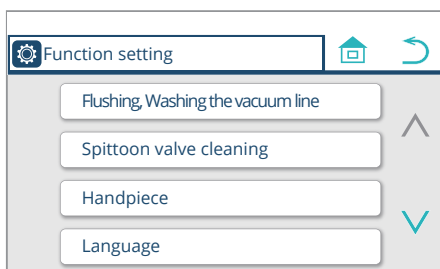 Function setting
Flushing, Washing the vacuum line
Spittoon valve cleaning
Handpiece
Language